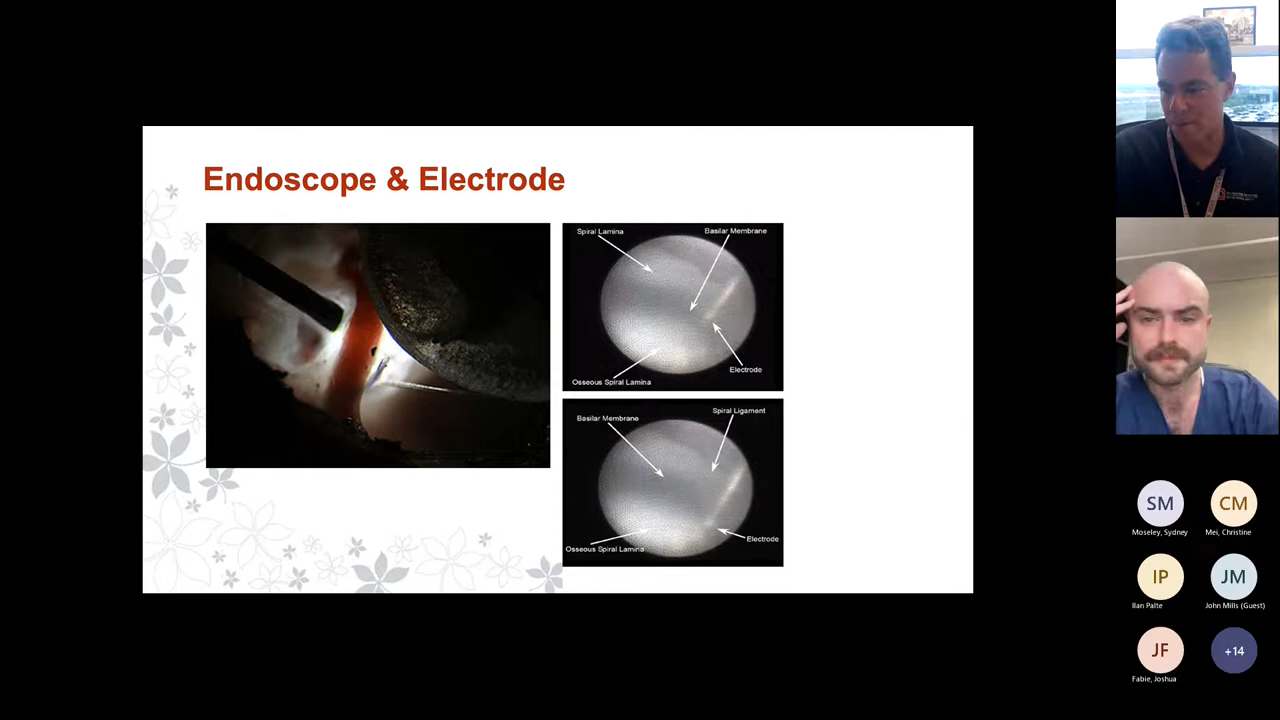 Endoscope & Electrode
Spiral Lamina
Basilar Membrane
Electrode
Osseous Spiral Lamina
Basilar Membrane
Spiral Ligament
Electrode
Osseous Spiral Lamina
SM
CM
Moseley, Sydney
Mei, Christine
IP
JM
Ilan Palte
John Mills (Guest)
JF
+14
Fabie, Joshua